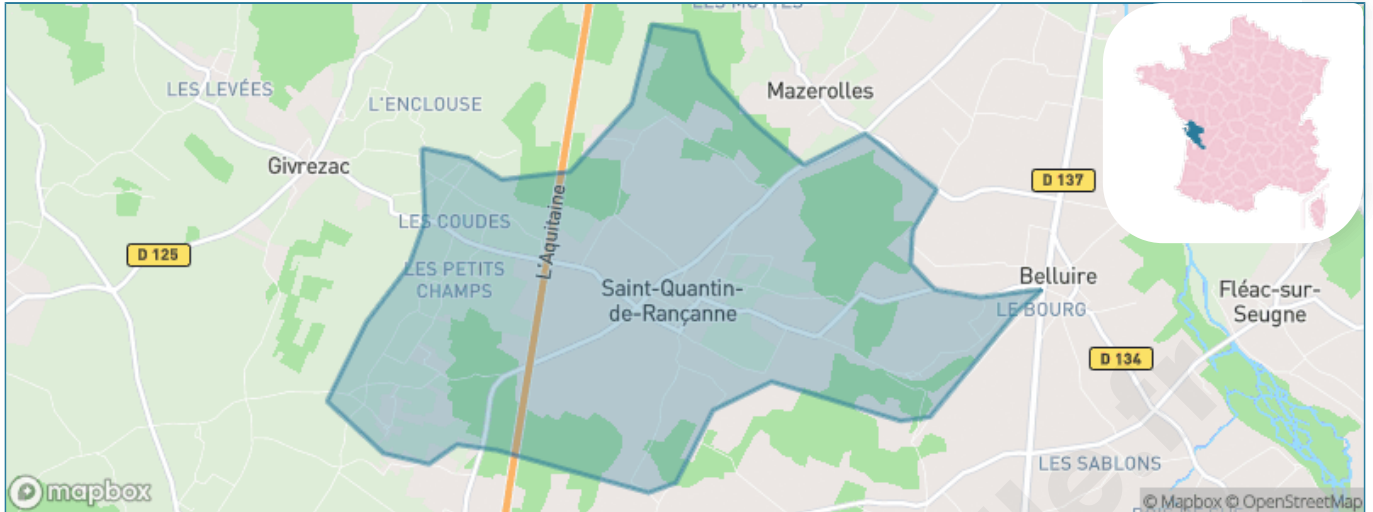 LES MOTTES
LES LEVÉES
L'ENCLOUSE
Mazerolles
Givrezac
D 137
L'Aquitaine
LES COUDES
D 125
LES PETITS
CHAMPS
Saint-Quantin-
de-Rançanne
Belluire
LE BOURG
Fléac-sur-
Seugne
D 134
LES SABLONS
mapbox
© Mapbox © OpenStreetMap